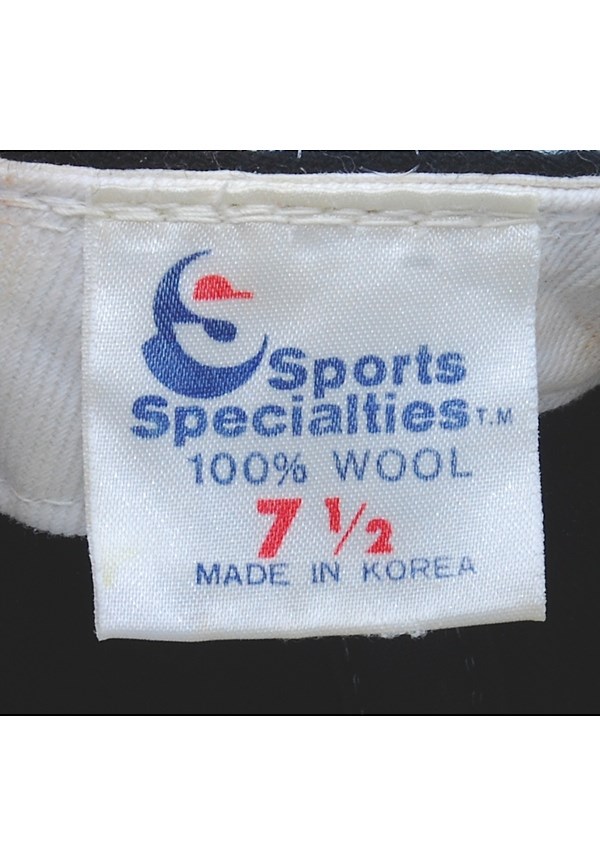 Sports
Specialties T.M
100% WOOL
7 1/2
MADE IN KOREA